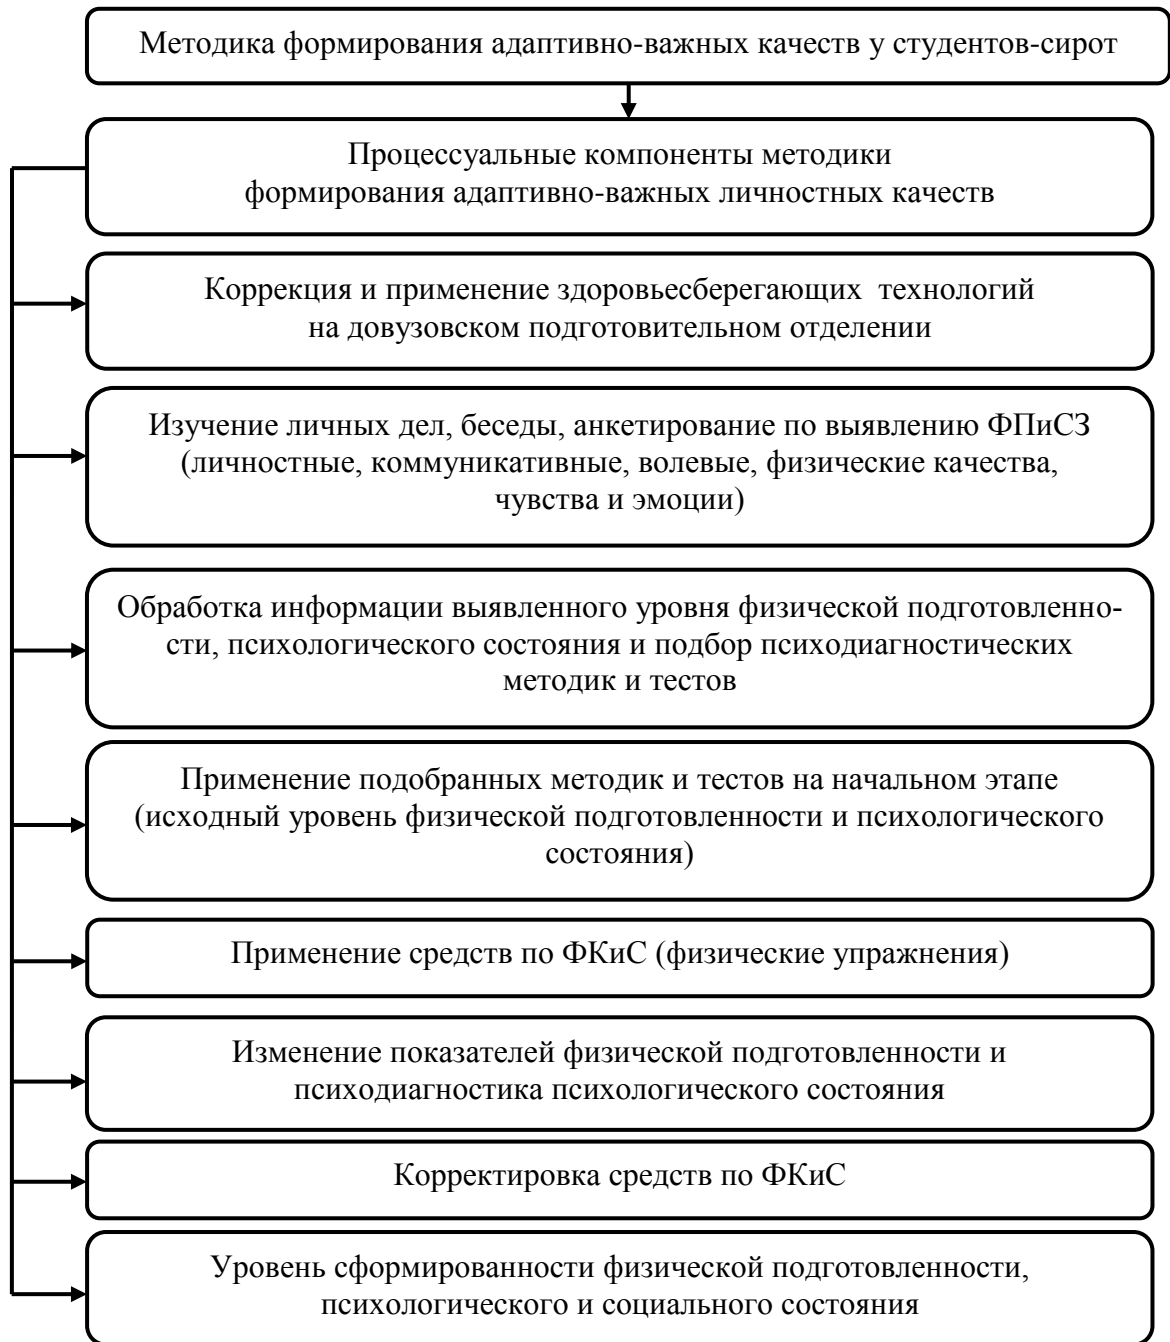 Методика формирования адаптивно-важных качеств у студентов-сирот
Процессуальные компоненты методики
формирования адаптивно-важных личностных качеств
Коррекция и применение здоровьесберегающих технологий
на довузовском подготовительном отделении
Изучение личных дел, беседы, анкетирование по выявлению ФПиСЗ
(личностные, коммуникативные, волевые, физические качества,
чувства и эмоции)
Обработка информации выявленного уровня физической подготовленно-
сти, психологического состояния и подбор психодиагностических
методик и тестов
Применение подобранных методик и тестов на начальном этапе
(исходный уровень физической подготовленности и психологического
состояния)
Применение средств по ФКиС (физические упражнения)
Изменение показателей физической подготовленности и
психодиагностика психологического состояния
Корректировка средств по ФКиС
Уровень сформированности физической подготовленности,
психологического и социального состояния